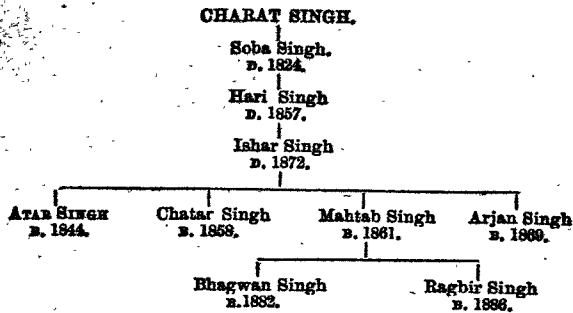 CHARAT SINGH.
Soba Singh.
D. 1824.
Hari Singh
D. 1857.
Ishar Singh
D. 1872.
ATAR SINGH Chatar Singh Mahtab Singh Arjan Singh
B. 1844. B. 1858. B. 1861. B. 1869.
Bhagwan Singh Ragbir Singh
B. 1882. B. 1886.